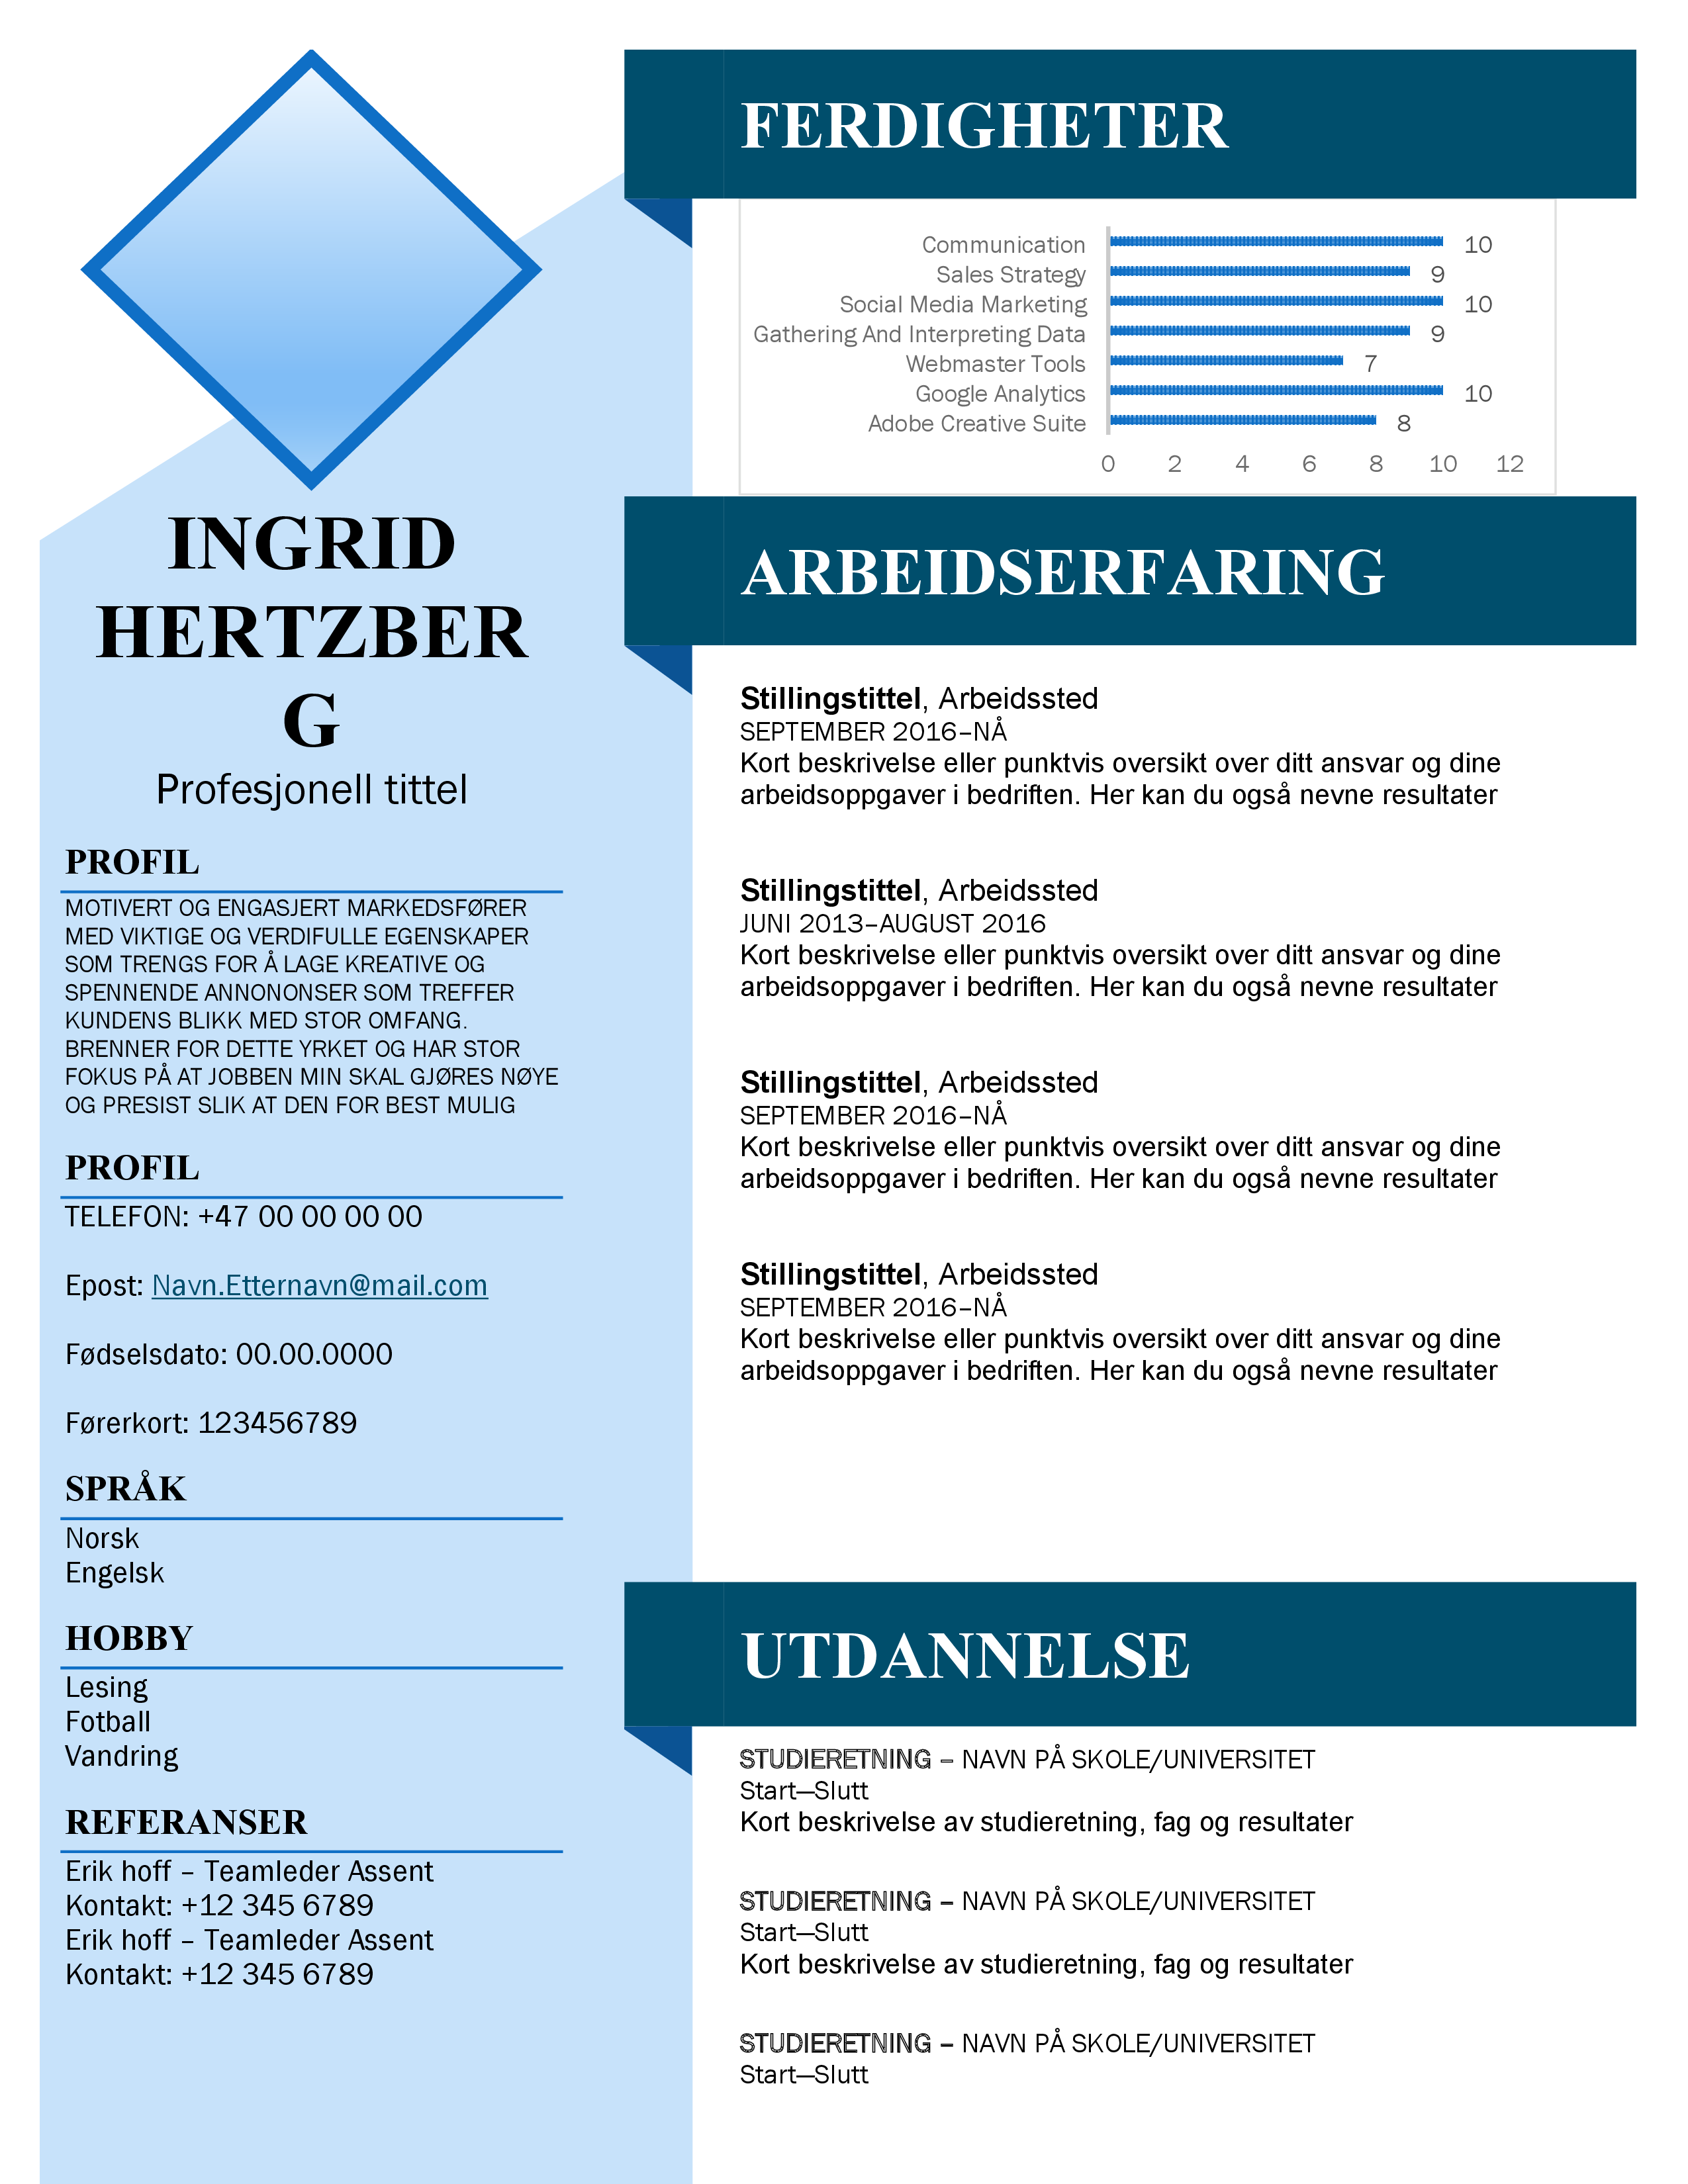 INGRID
HERTZBER
G
Profesjonell tittel
PROFIL
MOTIVERT OG ENGASJERT MARKEDSFØRER
MED VIKTIGE OG VERDIFULLE EGENSKAPER
SOM TRENGS FOR Å LAGE KREATIVE OG
SPENNENDE ANNONONSER SOM TREFFER
KUNDENS BLIKK MED STOR OMFANG.
BRENNER FOR DETTE YRKET OG HAR STOR
FOKUS PÅ AT JOBBEN MIN SKAL GJØRES NØYE
OG PRESIST SLIK AT DEN FOR BEST MULIG
PROFIL
TELEFON: +47 00 00 00 00
Epost: Navn.Etternavn@mail.com
Fødselsdato: 00.00.0000
Førerkort: 123456789
SPRÅK
Norsk
Engelsk
HOBBY
Lesing
Fotball
Vandring
REFERANSER
Erik hoff – Teamleder Assent
Kontakt: +12 345 6789
Erik hoff – Teamleder Assent
Kontakt: +12 345 6789
FERDIGHETER
Communication 10
Sales Strategy 9
Social Media Marketing 10
Gathering And Interpreting Data 9
Webmaster Tools 7
Google Analytics 10
Adobe Creative Suite 8
0 2 4 6 8 10 12
ARBEIDSERFARING
Stillingstittel, Arbeidssted
SEPTEMBER 2016–NÅ
Kort beskrivelse eller punktvis oversikt over ditt ansvar og dine
arbeidsoppgaver i bedriften. Her kan du også nevne resultater
Stillingstittel, Arbeidssted
JUNI 2013–AUGUST 2016
Kort beskrivelse eller punktvis oversikt over ditt ansvar og dine
arbeidsoppgaver i bedriften. Her kan du også nevne resultater
Stillingstittel, Arbeidssted
SEPTEMBER 2016–NÅ
Kort beskrivelse eller punktvis oversikt over ditt ansvar og dine
arbeidsoppgaver i bedriften. Her kan du også nevne resultater
Stillingstittel, Arbeidssted
SEPTEMBER 2016–NÅ
Kort beskrivelse eller punktvis oversikt over ditt ansvar og dine
arbeidsoppgaver i bedriften. Her kan du også nevne resultater
UTDANNELSE
STUDIERETNING – NAVN PÅ SKOLE/UNIVERSITET
Start—Slutt
Kort beskrivelse av studieretning, fag og resultater
STUDIERETNING – NAVN PÅ SKOLE/UNIVERSITET
Start—Slutt
Kort beskrivelse av studieretning, fag og resultater
STUDIERETNING – NAVN PÅ SKOLE/UNIVERSITET
Start—Slutt